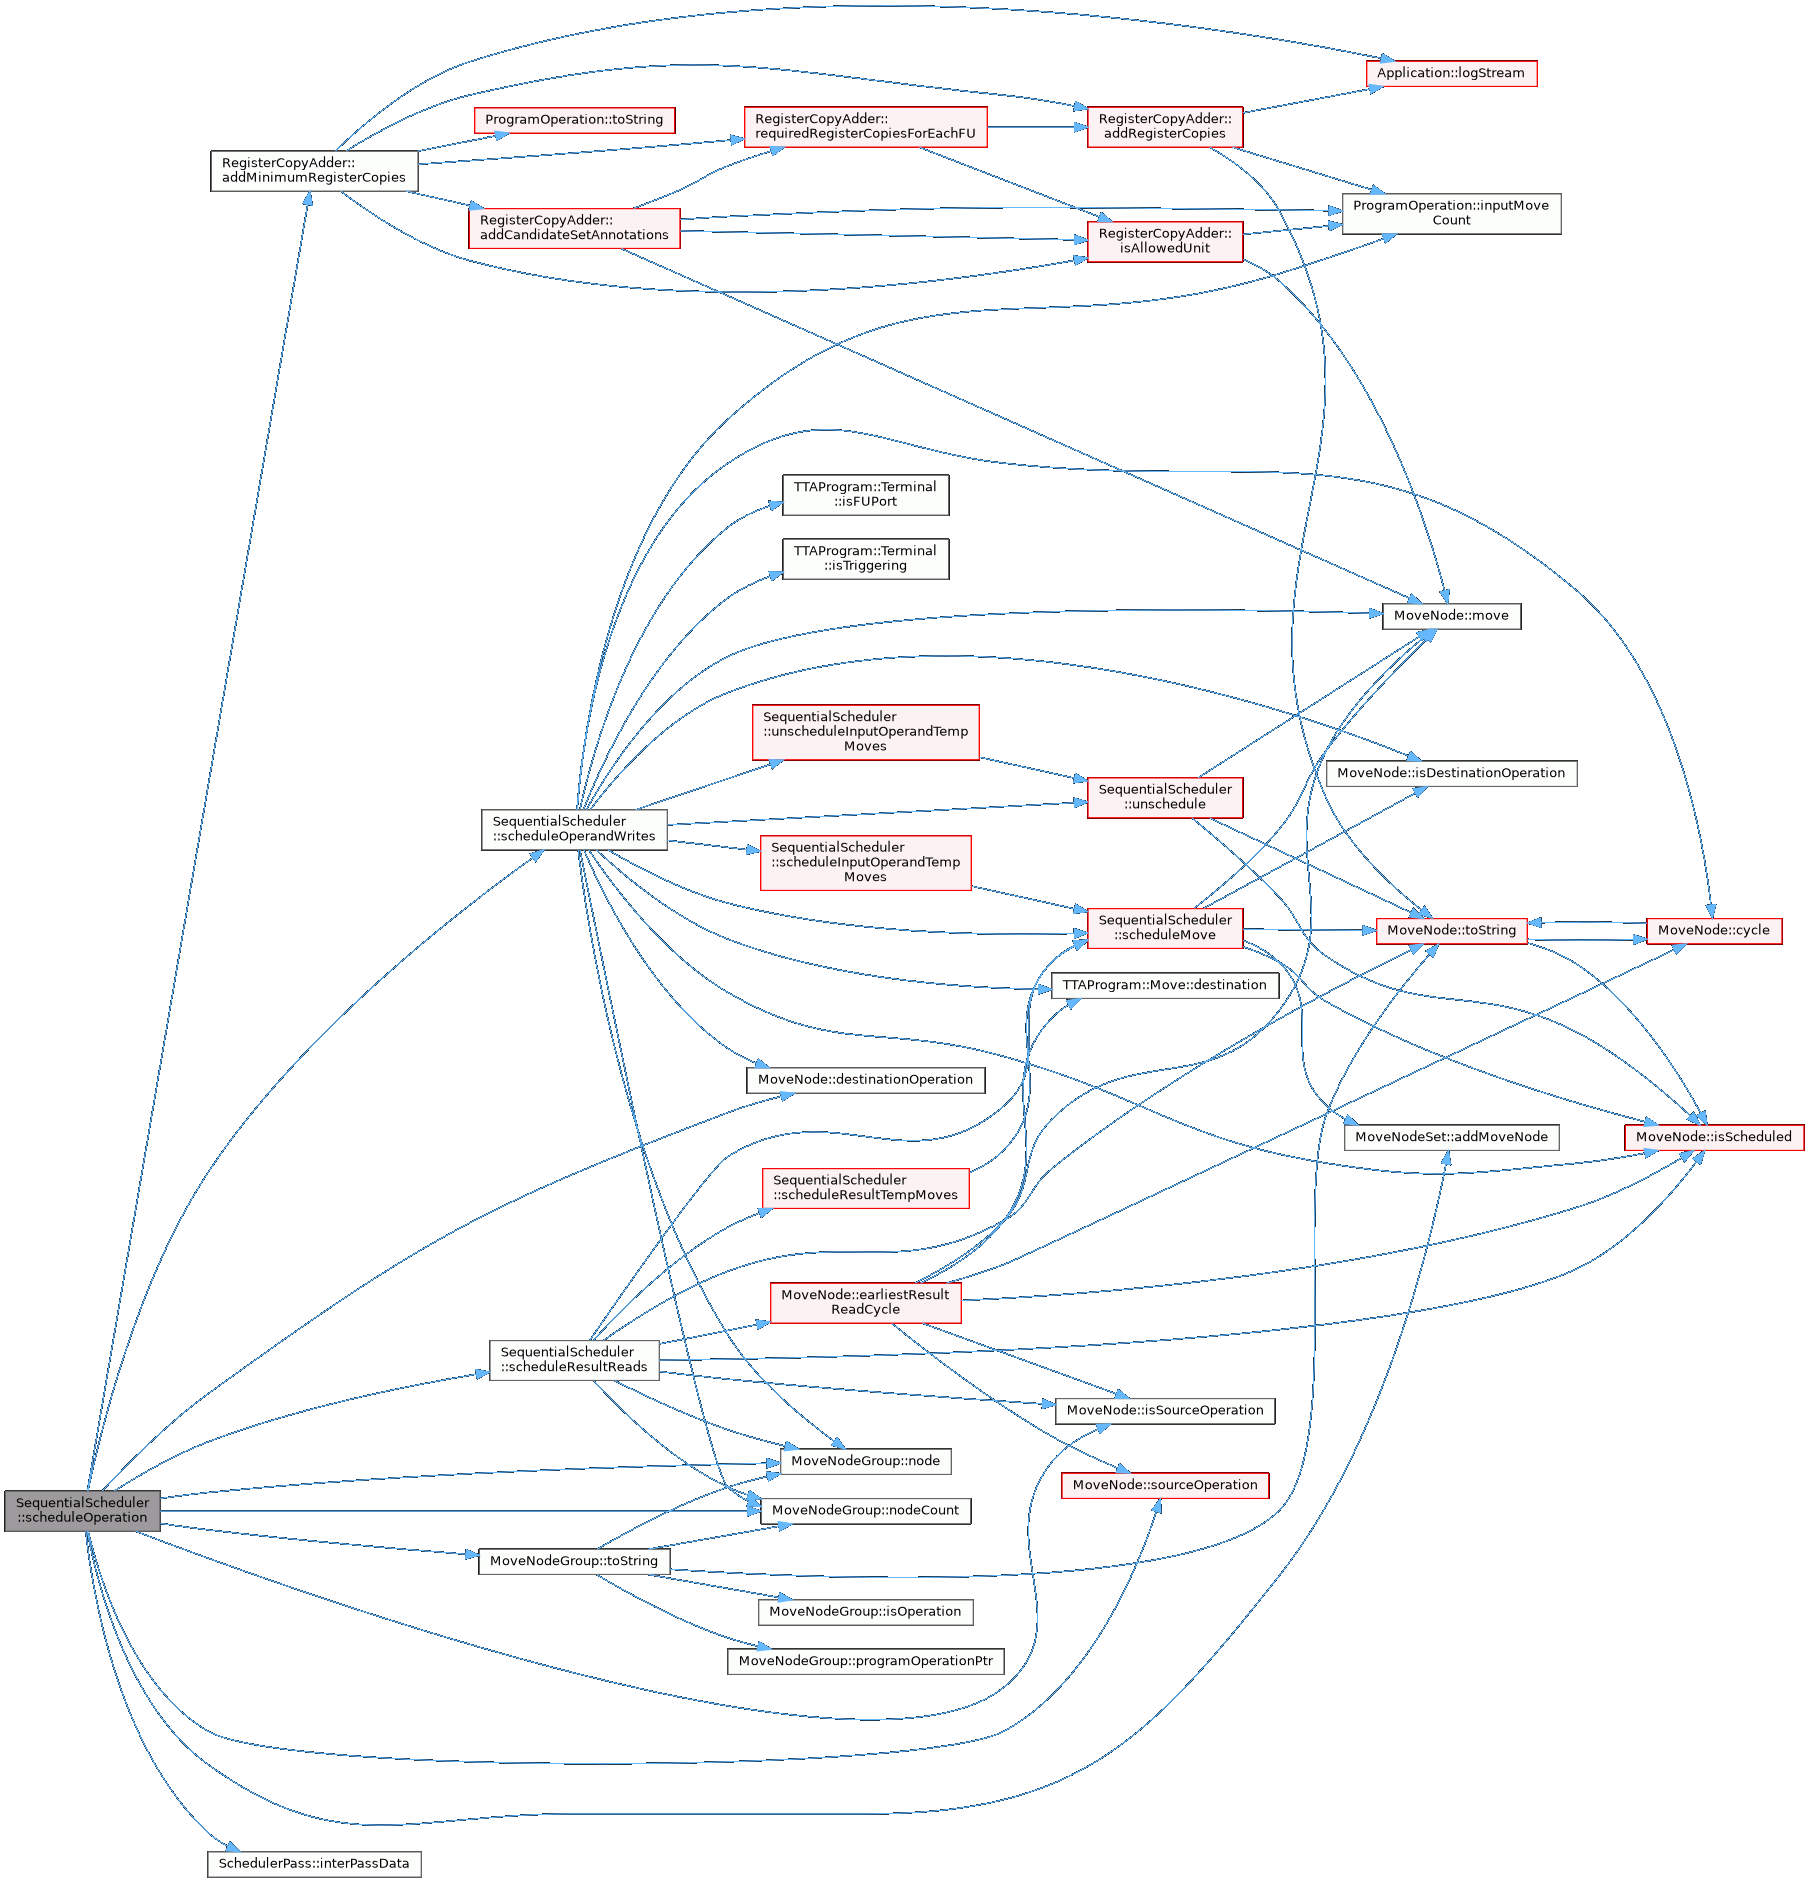 Application::logStream
ProgramOperation::toString
RegisterCopyAdder::
requiredRegisterCopiesForEachFU
RegisterCopyAdder::
addRegisterCopies
RegisterCopyAdder::
addMinimumRegisterCopies
RegisterCopyAdder::
addCandidateSetAnnotations
ProgramOperation::inputMove
Count
RegisterCopyAdder::
isAllowedUnit
TTAProgram::Terminal
::isFUPort
TTAProgram::Terminal
::isTriggering
MoveNode::move
SequentialScheduler
::unscheduleInputOperandTemp
Moves
MoveNode::isDestinationOperation
SequentialScheduler
::unschedule
SequentialScheduler
::scheduleOperandWrites
SequentialScheduler
::scheduleInputOperandTemp
Moves
SequentialScheduler
::scheduleMove
MoveNode::toString
MoveNode::cycle
TTAProgram::Move::destination
MoveNode::destinationOperation
MoveNodeSet::addMoveNode
MoveNode::isScheduled
SequentialScheduler
::scheduleResultTempMoves
MoveNode::earliestResult
ReadCycle
SequentialScheduler
::scheduleResultReads
MoveNode::isSourceOperation
MoveNodeGroup::node
MoveNode::sourceOperation
SequentialScheduler
::scheduleOperation
MoveNodeGroup::nodeCount
MoveNodeGroup::toString
MoveNodeGroup::isOperation
MoveNodeGroup::programOperationPtr
SchedulerPass::interPassData